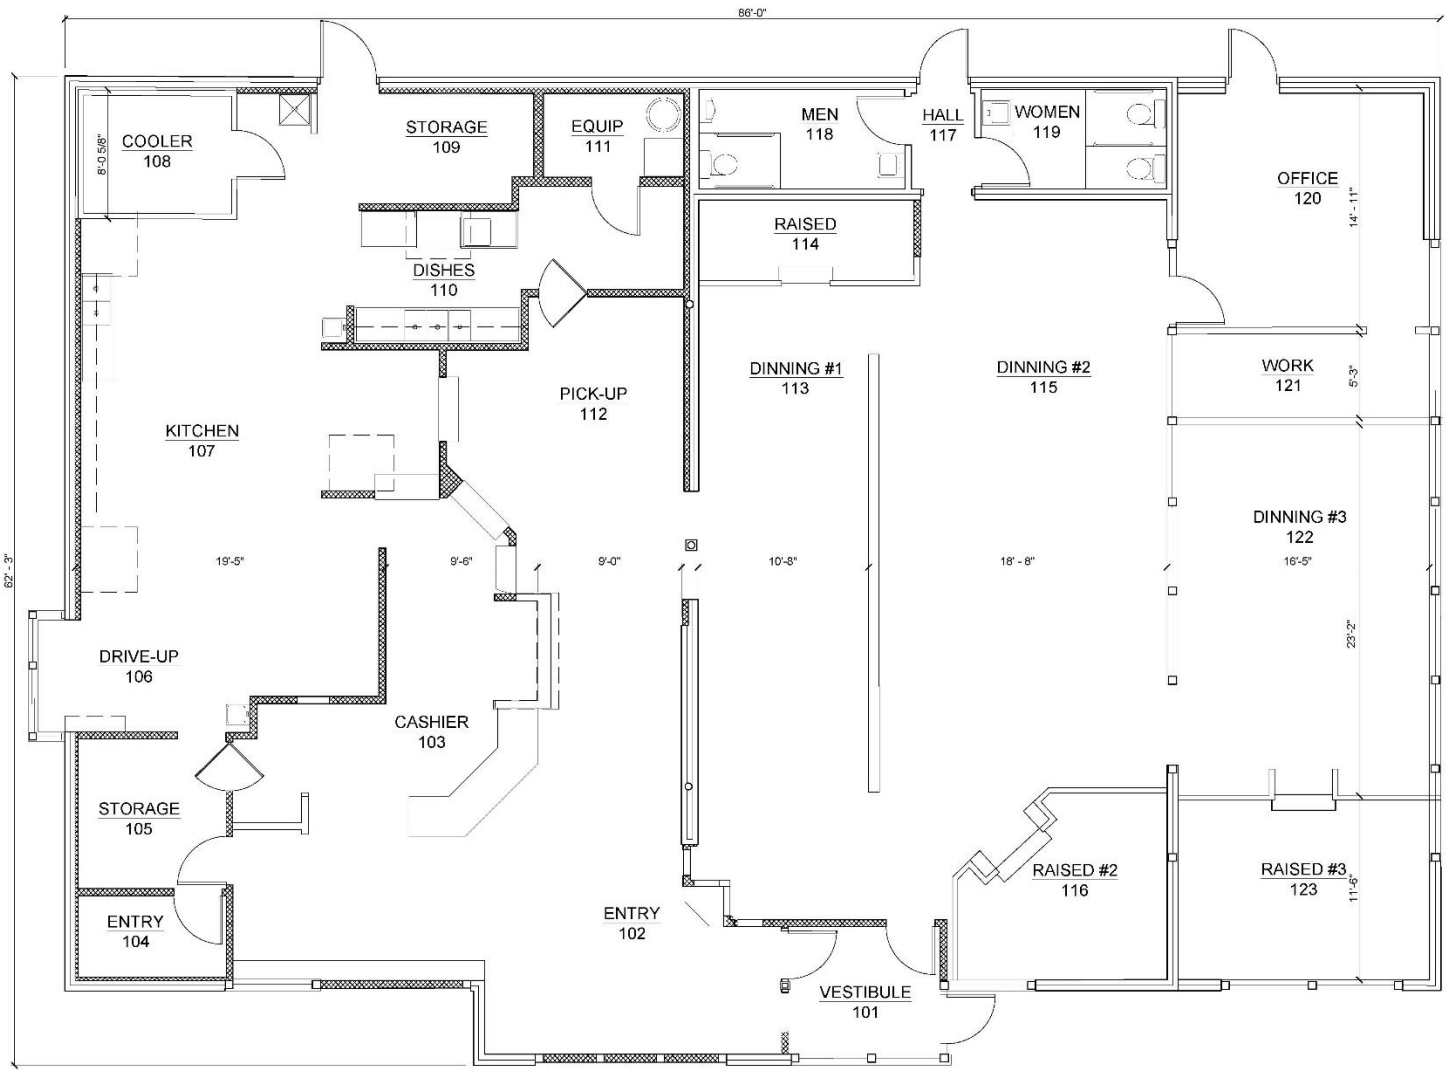 86'-0"
COOLER
108
8'-0 5/8"
STORAGE
109
EQUIP
111
MEN
118
HALL
117
WOMEN
119
OFFICE
120
14' - 11"
RAISED
114
DISHES
110
DINNING #1
113
DINNING #2
115
WORK
121
5'-3"
PICK-UP
112
KITCHEN
107
DINNING #3
122
62' - 3"
19'-5"
9'-6"
9'-0"
10'-8"
18' - 8"
16'-5"
23'-2"
DRIVE-UP
106
CASHIER
103
STORAGE
105
RAISED #2
116
RAISED #3
123
11'-6"
ENTRY
104
ENTRY
102
VESTIBULE
101